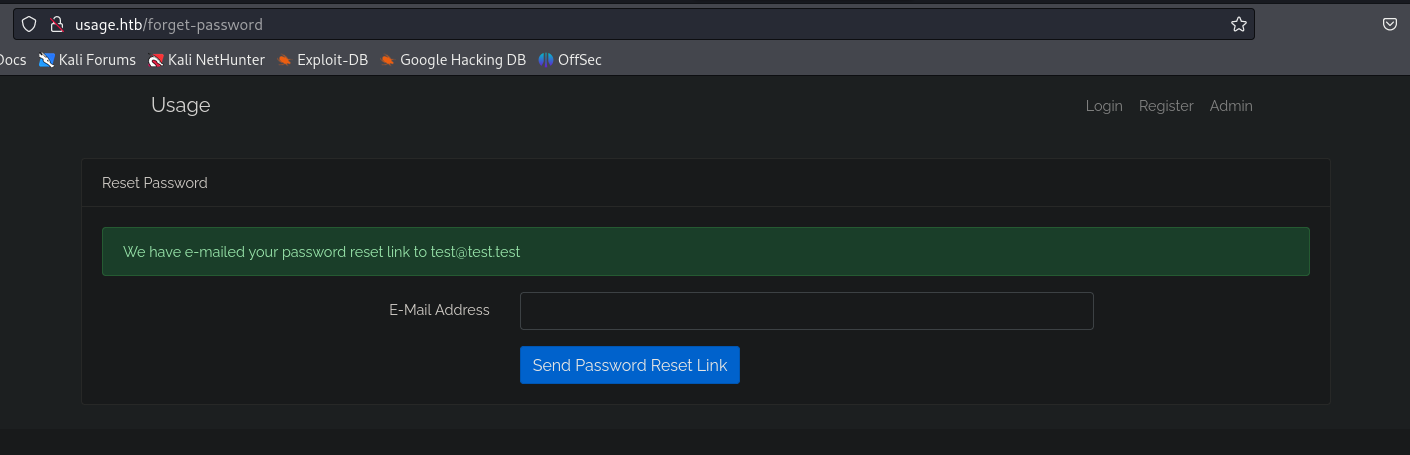 usage.htb/forget-password
Docs Kali Forums Kali NetHunter Exploit-DB Google Hacking DB OffSec
Usage Login Register Admin
Reset Password
We have e-mailed your password reset link to test@test.test
E-Mail Address
Send Password Reset Link